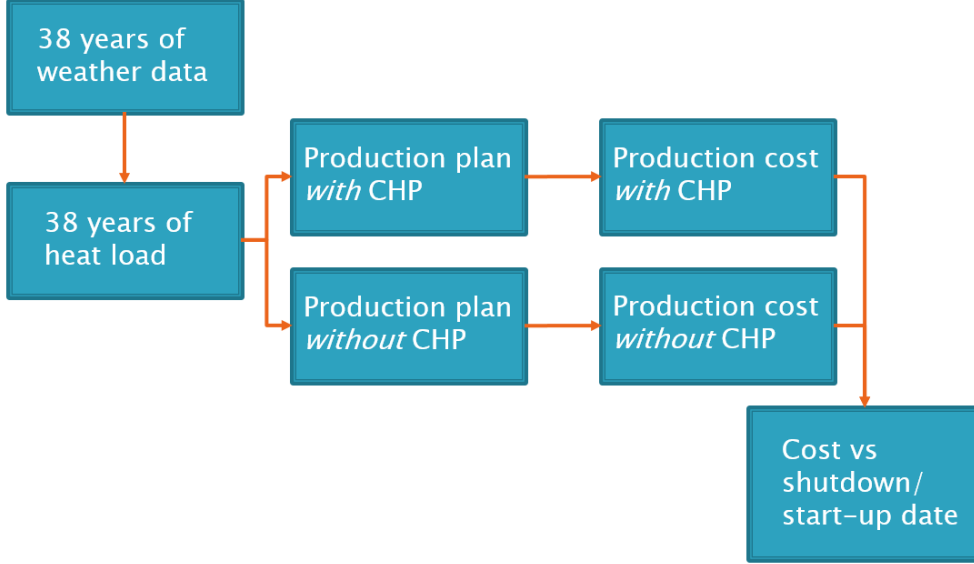 38 years of
weather data
38 years of
heat load
Production plan
with CHP
Production cost
with CHP
Production plan
without CHP
Production cost
without CHP
Cost vs
shutdown/
start-up date